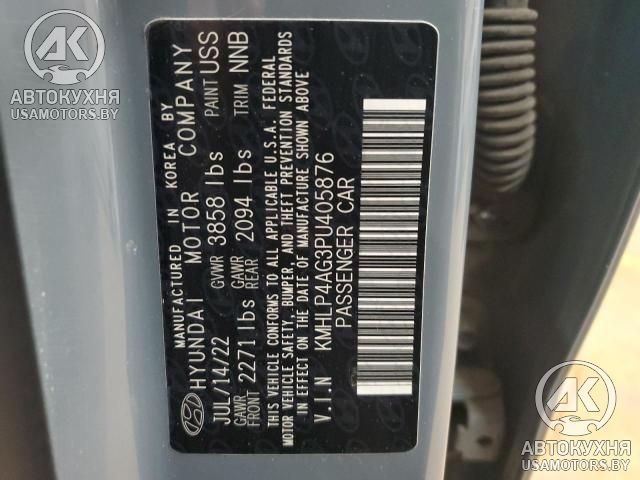 MANUFACTURED IN KOREA BY
HYUNDAI MOTOR COMPANY
JUL/14/22 GVWR 3858 lbs PAINT USS
GAWR FRONT 2271 lbs GAWR REAR 2094 lbs TRIM NNB
THIS VEHICLE CONFORMS TO ALL APPLICABLE U.S.A. FEDERAL
MOTOR VEHICLE SAFETY, BUMPER, AND THEFT PREVENTION STANDARDS
IN EFFECT ON THE DATE OF MANUFACTURE SHOWN ABOVE
V.I.N KMHLP4AG3PU405876
PASSENGER CAR
АК
АВТОКУХНЯ
USAMOTORS.BY
АК
АВТОКУХНЯ
USAMOTORS.BY